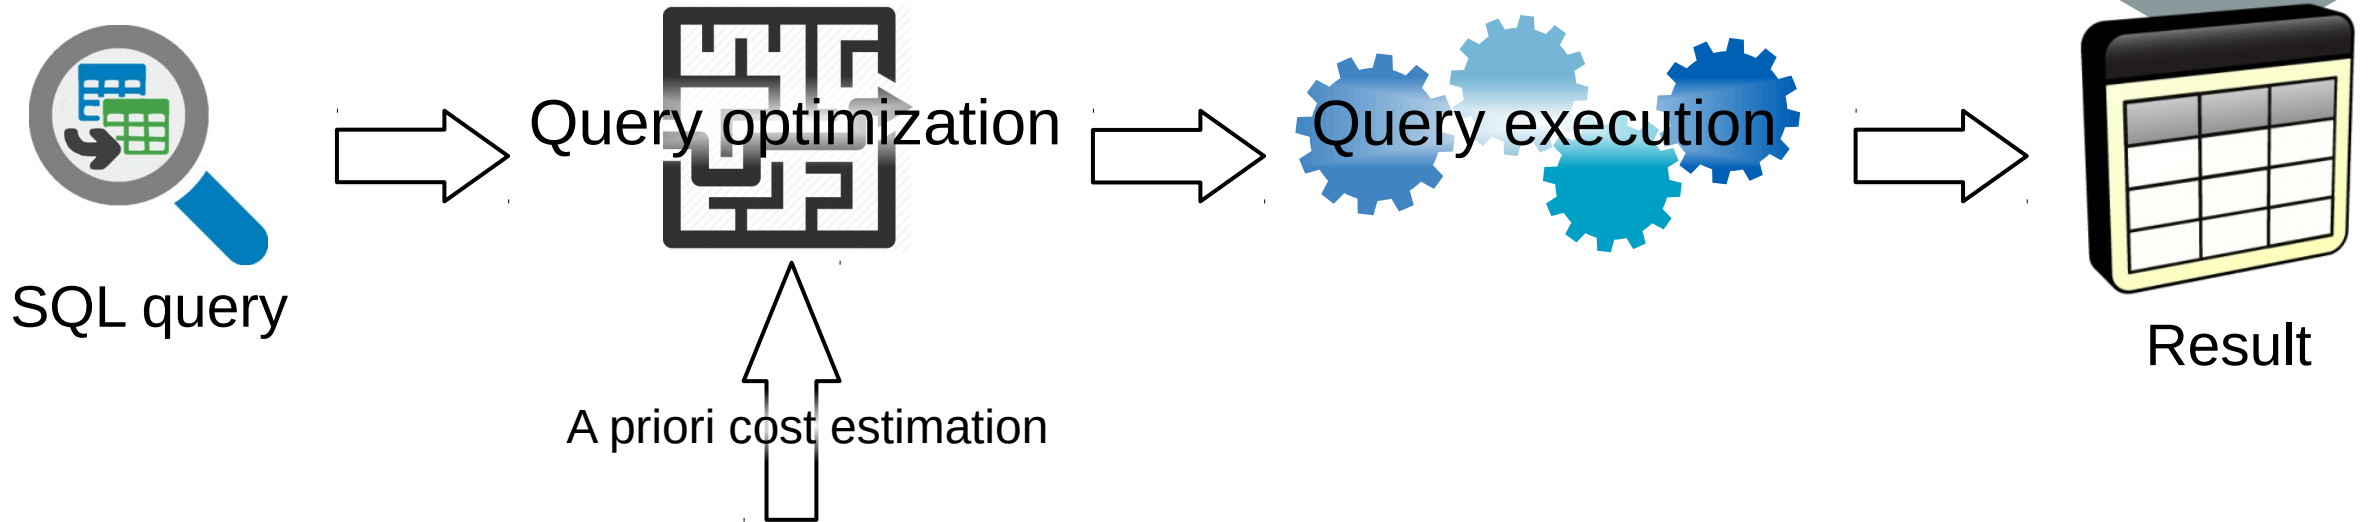 Query optimization
Query execution
SQL query
Result
A priori cost estimation